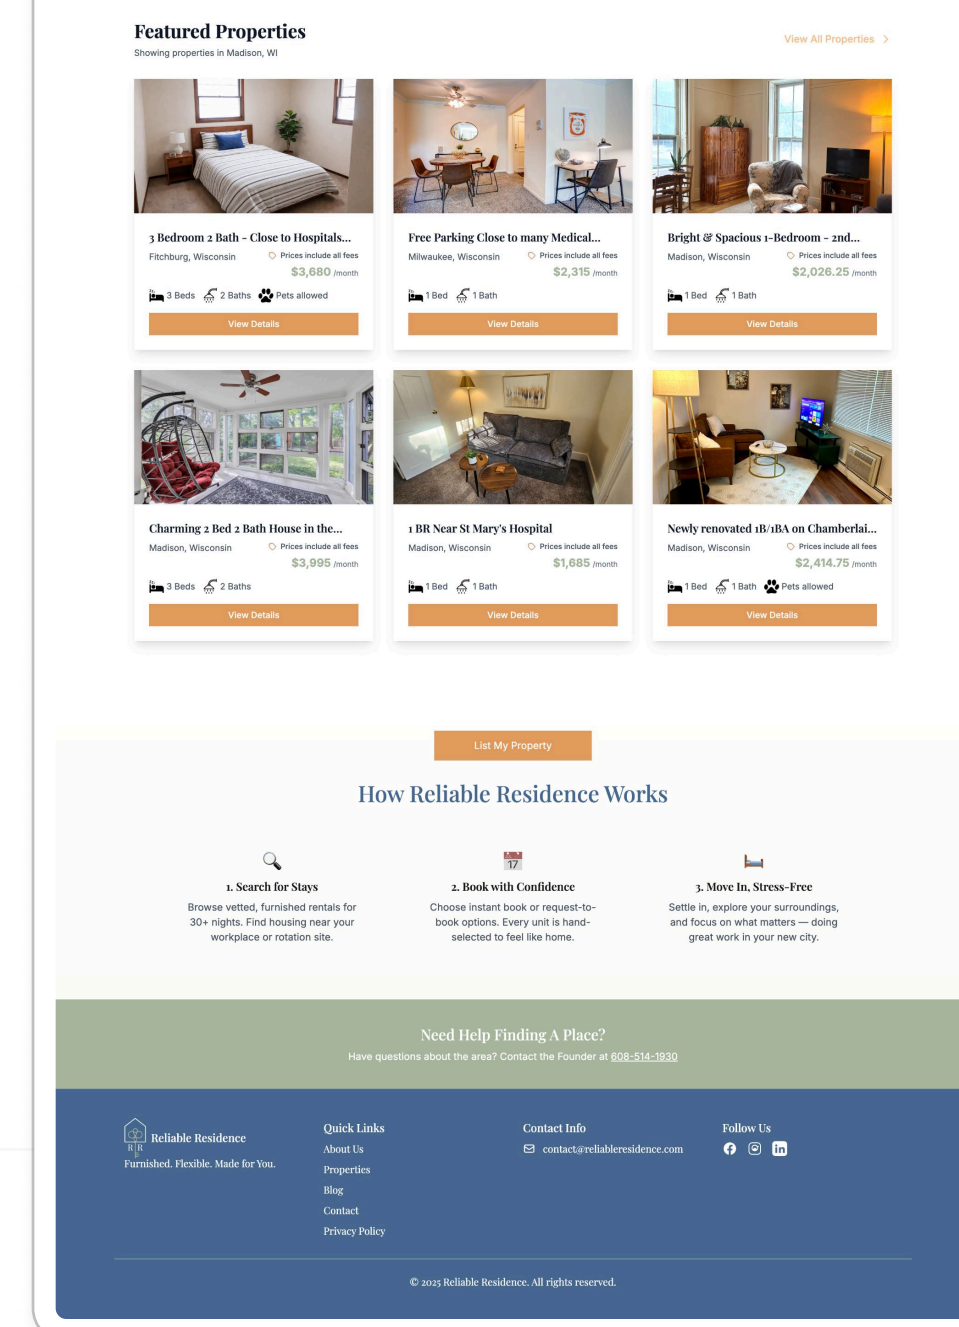 Featured Properties
Showing properties in Madison, WI
View All Properties
3 Bedroom 2 Bath - Close to Hospitals...
Fitchburg, Wisconsin
Prices include all fees
$3,680 /month
3 Beds 2 Baths Pets allowed
View Details
Free Parking Close to many Medical...
Milwaukee, Wisconsin
Prices include all fees
$2,315 /month
1 Bed 1 Bath
View Details
Bright & Spacious 1-Bedroom - 2nd...
Madison, Wisconsin
Prices include all fees
$2,026.25 /month
1 Bed 1 Bath
View Details
Charming 2 Bed 2 Bath House in the...
Madison, Wisconsin
Prices include all fees
$3,995 /month
3 Beds 2 Baths
View Details
1 BR Near St Mary's Hospital
Madison, Wisconsin
Prices include all fees
$1,685 /month
1 Bed 1 Bath
View Details
Newly renovated 1B/1BA on Chamberlai...
Madison, Wisconsin
Prices include all fees
$2,414.75 /month
1 Bed 1 Bath Pets allowed
View Details
List My Property
How Reliable Residence Works
17
1. Search for Stays
Browse vetted, furnished rentals for
30+ nights. Find housing near your
workplace or rotation site.
2. Book with Confidence
Choose instant book or request-to-
book options. Every unit is hand-
selected to feel like home.
3. Move In, Stress-Free
Settle in, explore your surroundings,
and focus on what matters — doing
great work in your new city.
Need Help Finding A Place?
Have questions about the area? Contact the Founder at 608-514-1930
R R
Reliable Residence
Furnished. Flexible. Made for You.
Quick Links
About Us
Properties
Blog
Contact
Privacy Policy
Contact Info
contact@reliableresidence.com
Follow Us
in
© 2025 Reliable Residence. All rights reserved.